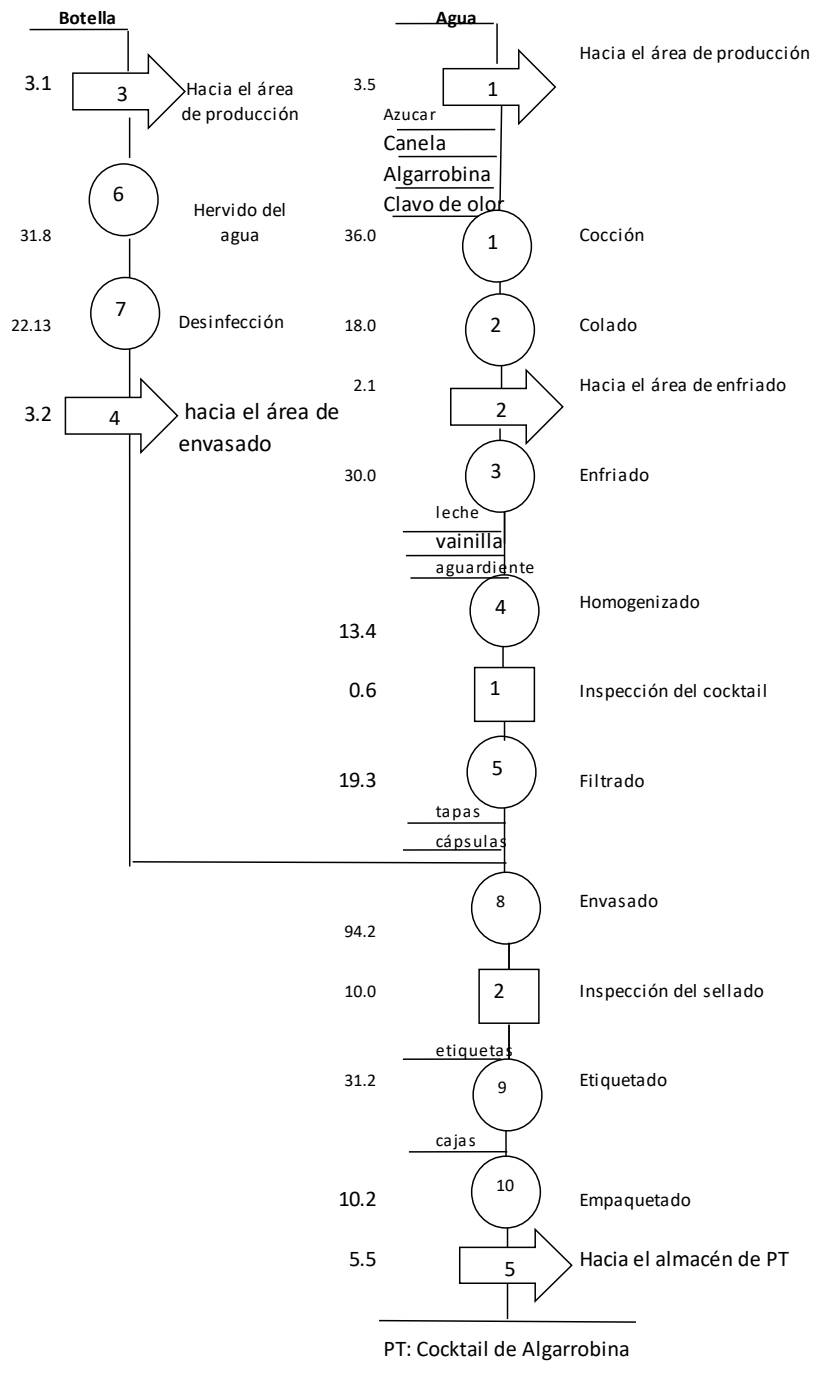 Botella
3.1
3
Hacia el área
de producción
6
31.8
Hervido del
agua
7
22.13
Desinfección
3.2
4
hacia el área de
envasado
Agua
3.5
1
Hacia el área de producción
Azucar
Canela
Algarrobina
Clavo de olor
36.0
1
Cocción
18.0
2
Colado
2.1
2
Hacia el área de enfriado
30.0
3
Enfriado
leche
vainilla
aguardiente
4
Homogenizado
13.4
0.6
1
Inspección del cocktail
19.3
5
Filtrado
tapas
cápsulas
8
Envasado
94.2
10.0
2
Inspección del sellado
etiquetas
31.2
9
Etiquetado
cajas
10.2
10
Empaquetado
5.5
5
Hacia el almacén de PT
PT: Cocktail de Algarrobina